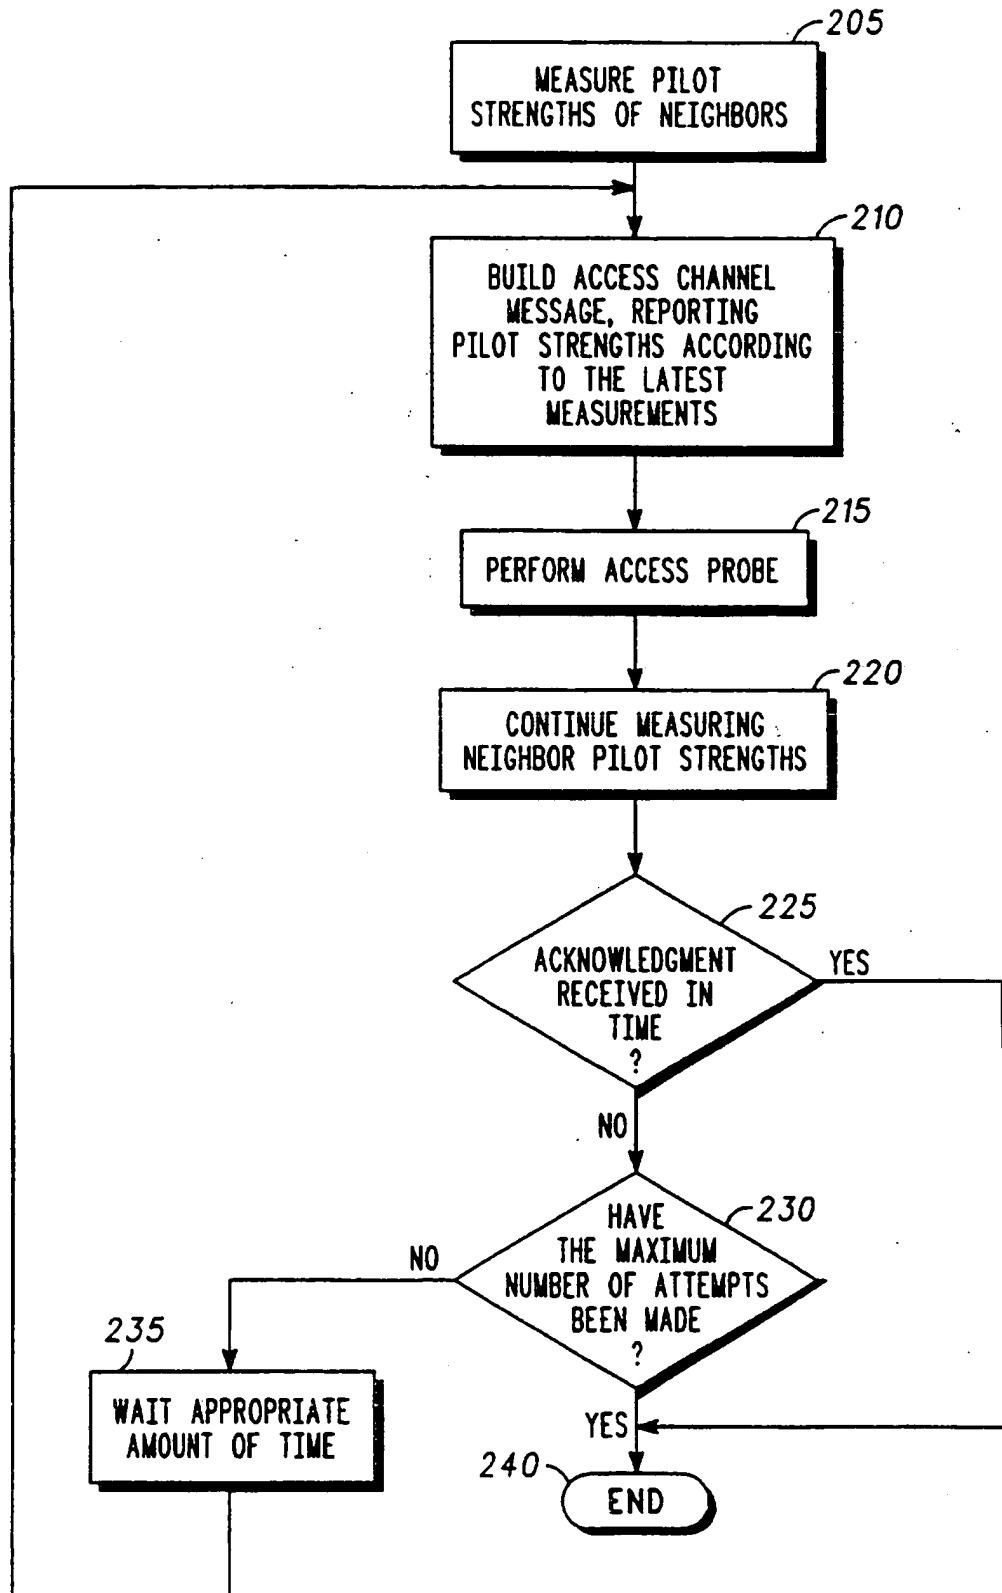 205
MEASURE PILOT
STRENGTHS OF NEIGHBORS
210
BUILD ACCESS CHANNEL
MESSAGE, REPORTING
PILOT STRENGTHS ACCORDING
TO THE LATEST
MEASUREMENTS
215
PERFORM ACCESS PROBE
220
CONTINUE MEASURING
NEIGHBOR PILOT STRENGTHS
225
ACKNOWLEDGMENT
RECEIVED IN
TIME
?
YES
NO
230
HAVE
THE MAXIMUM
NUMBER OF ATTEMPTS
BEEN MADE
?
NO
235
WAIT APPROPRIATE
AMOUNT OF TIME
YES
240
END